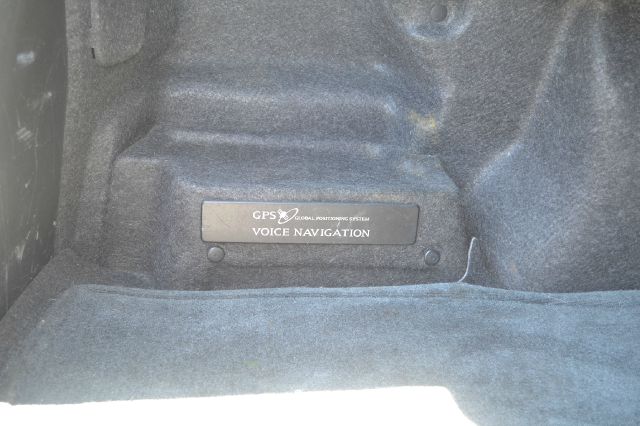 GPS GLOBAL POSITIONING SYSTEM
VOICE NAVIGATION